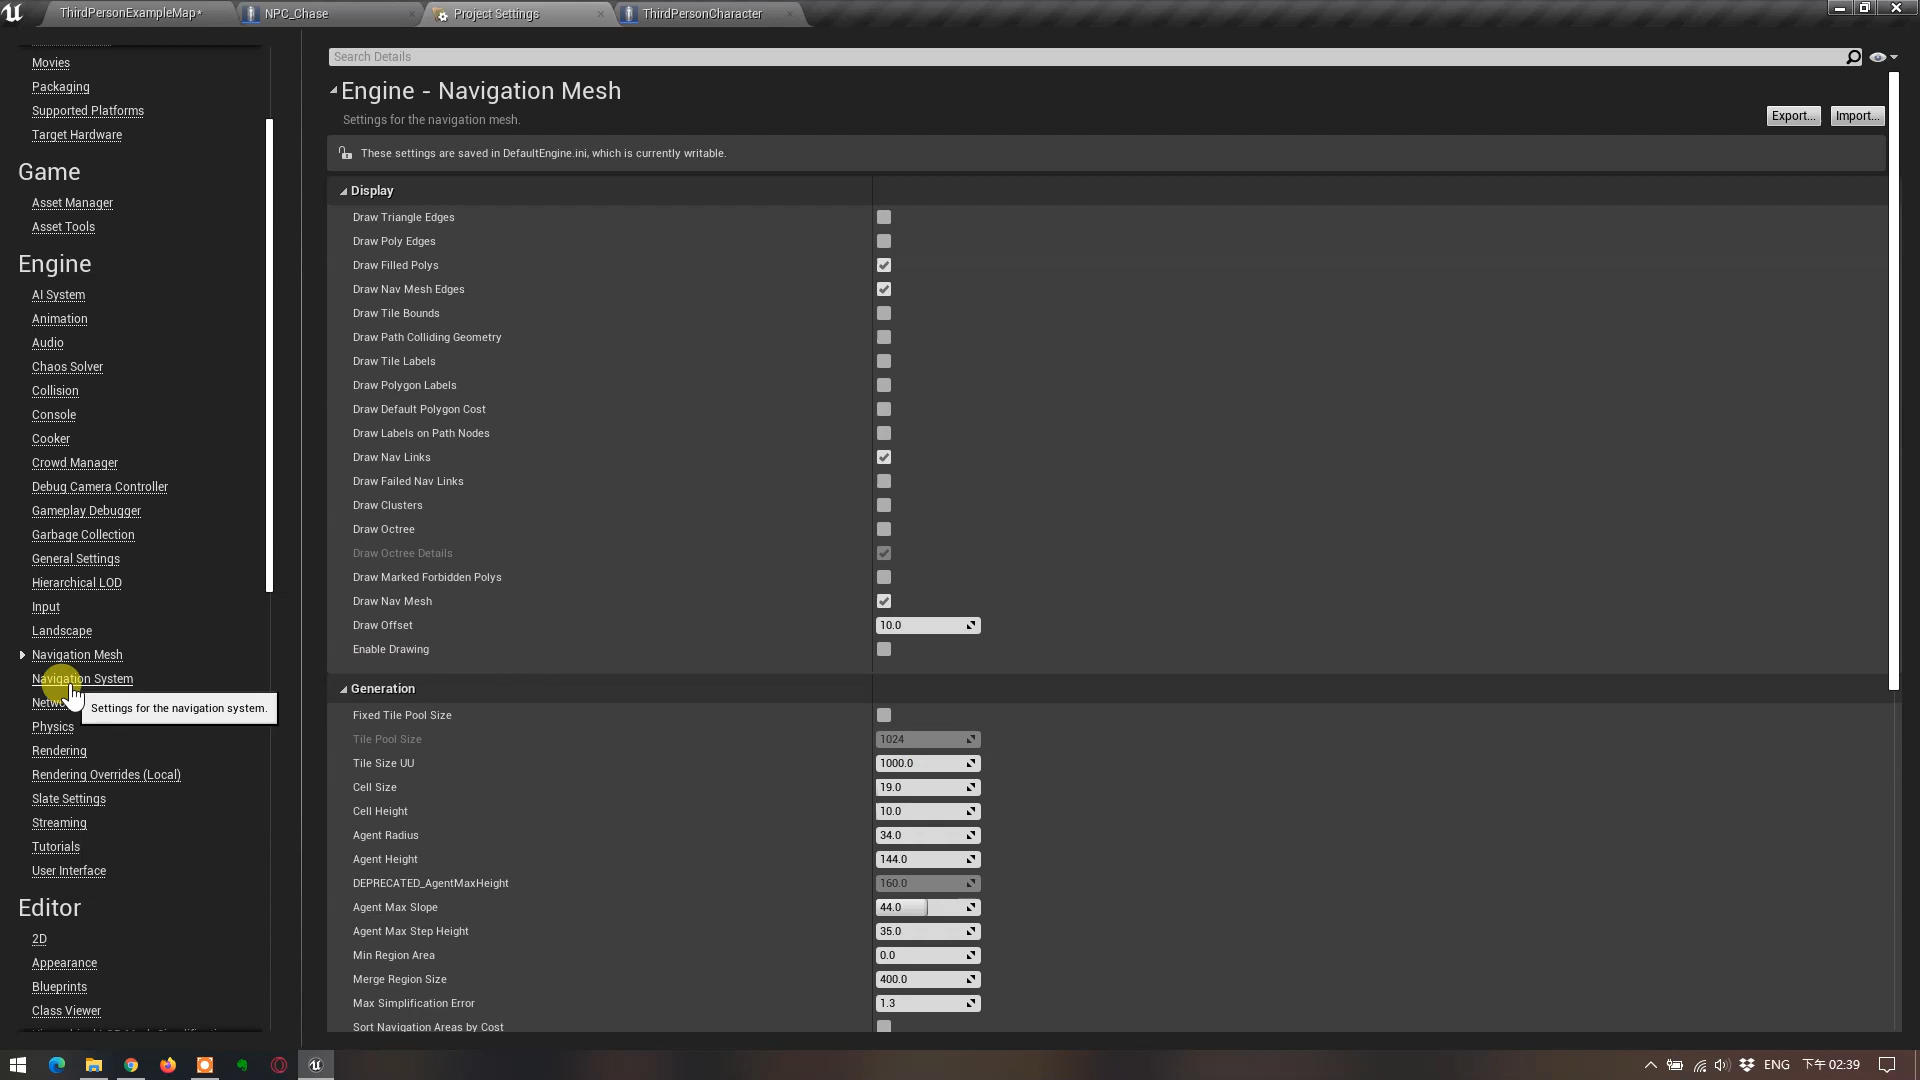 ThirdPersonExampleMap*
NPC_Chase
Project Settings
ThirdPersonCharacter
Movies
Packaging
Supported Platforms
Target Hardware
Game
Asset Manager
Asset Tools
Engine
AI System
Animation
Audio
Chaos Solver
Collision
Console
Cooker
Crowd Manager
Debug Camera Controller
Gameplay Debugger
Garbage Collection
General Settings
Hierarchical LOD
Input
Landscape
Navigation Mesh
Navigation System
Settings for the navigation system.
Physics
Rendering
Rendering Overrides (Local)
Slate Settings
Streaming
Tutorials
User Interface
Editor
2D
Appearance
Blueprints
Class Viewer
Search Details
Engine - Navigation Mesh
Settings for the navigation mesh.
Export...
Import...
These settings are saved in DefaultEngine.ini, which is currently writable.
Display
Draw Triangle Edges
Draw Poly Edges
Draw Filled Polys
Draw Nav Mesh Edges
Draw Tile Bounds
Draw Path Colliding Geometry
Draw Tile Labels
Draw Polygon Labels
Draw Default Polygon Cost
Draw Labels on Path Nodes
Draw Nav Links
Draw Failed Nav Links
Draw Clusters
Draw Octree
Draw Octree Details
Draw Marked Forbidden Polys
Draw Nav Mesh
Draw Offset 10.0
Enable Drawing
Generation
Fixed Tile Pool Size
Tile Pool Size 1024
Tile Size UU 1000.0
Cell Size 19.0
Cell Height 10.0
Agent Radius 34.0
Agent Height 144.0
DEPRECATED_AgentMaxHeight 160.0
Agent Max Slope 44.0
Agent Max Step Height 35.0
Min Region Area 0.0
Merge Region Size 400.0
Max Simplification Error 1.3
Sort Navigation Areas by Cost
ENG
下午 02:39